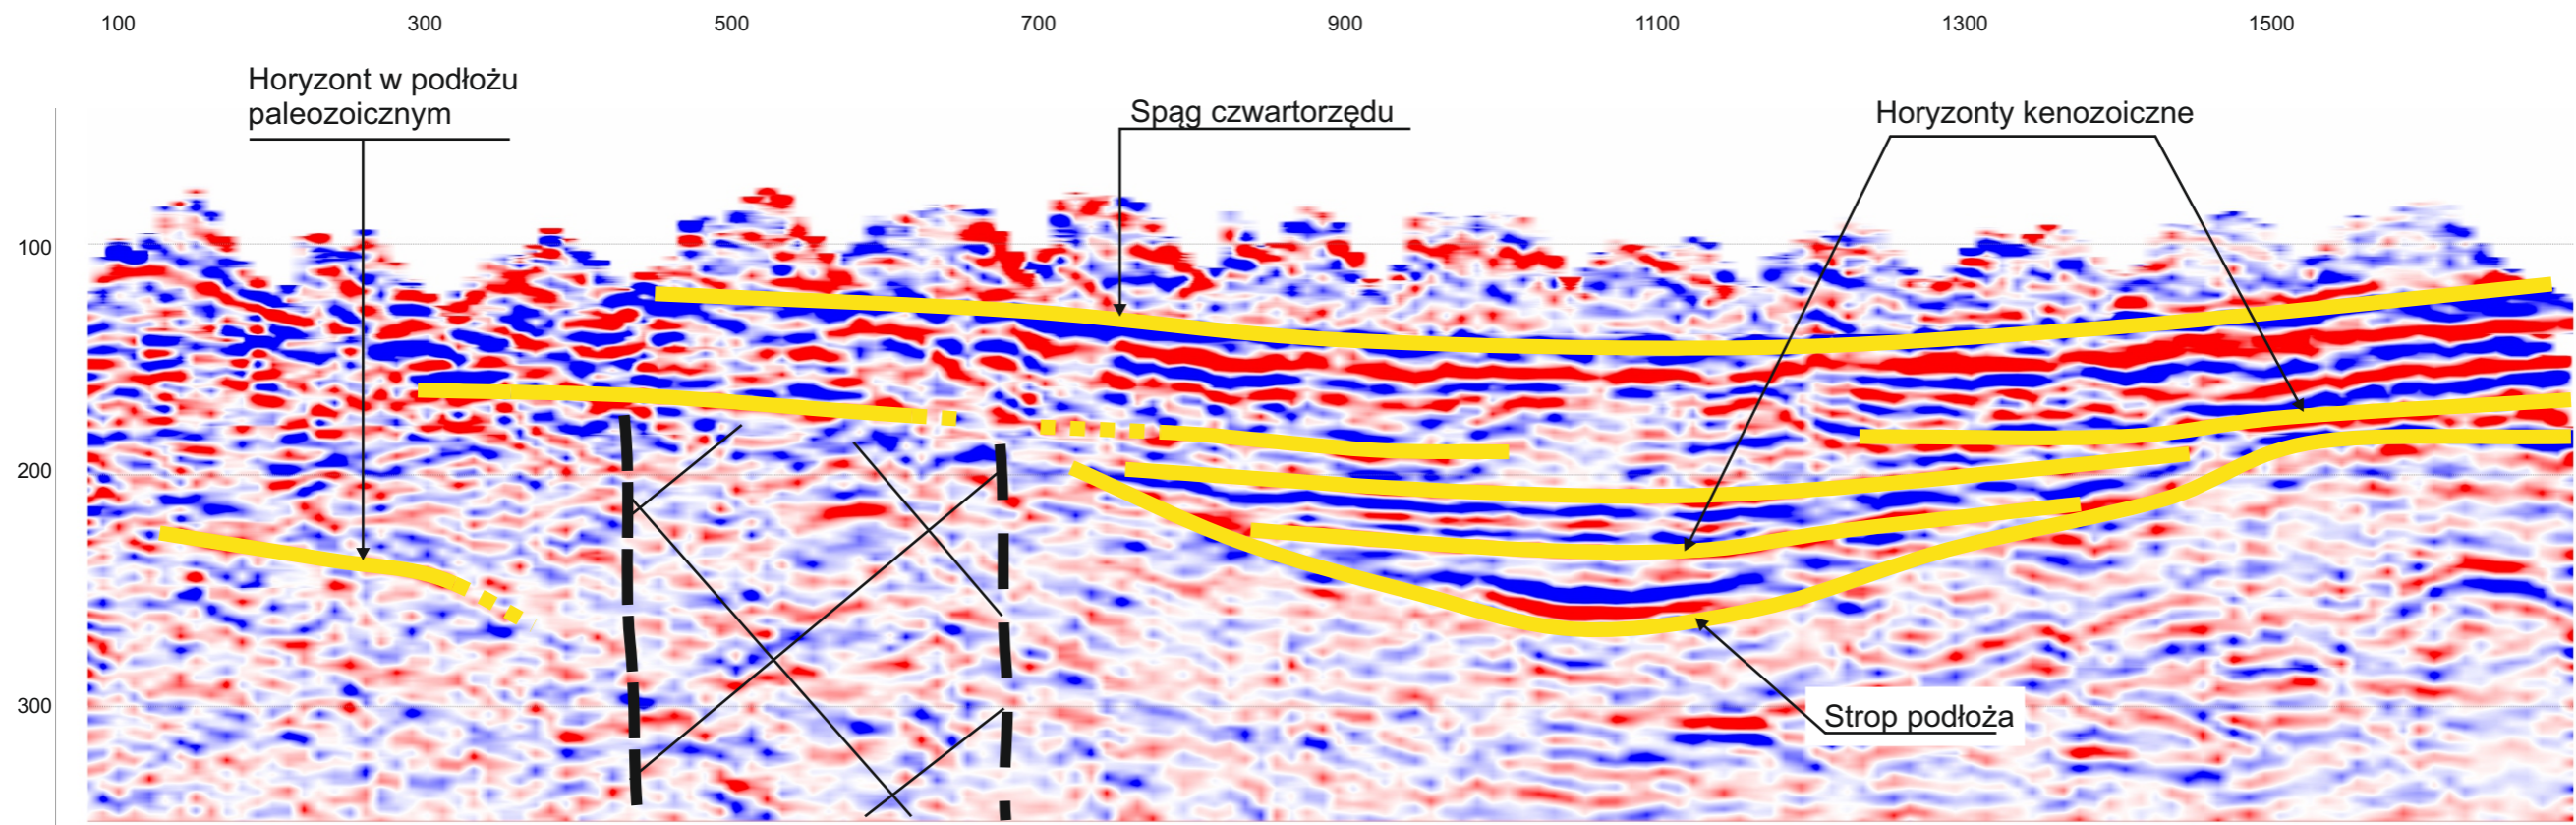 100 300 500 700 900 1100 1300 1500
Horyzont w podłożu
paleozoicznym
Spąg czwartorzędu
Horyzonty kenozoiczne
100
200
300
Strop podłoża